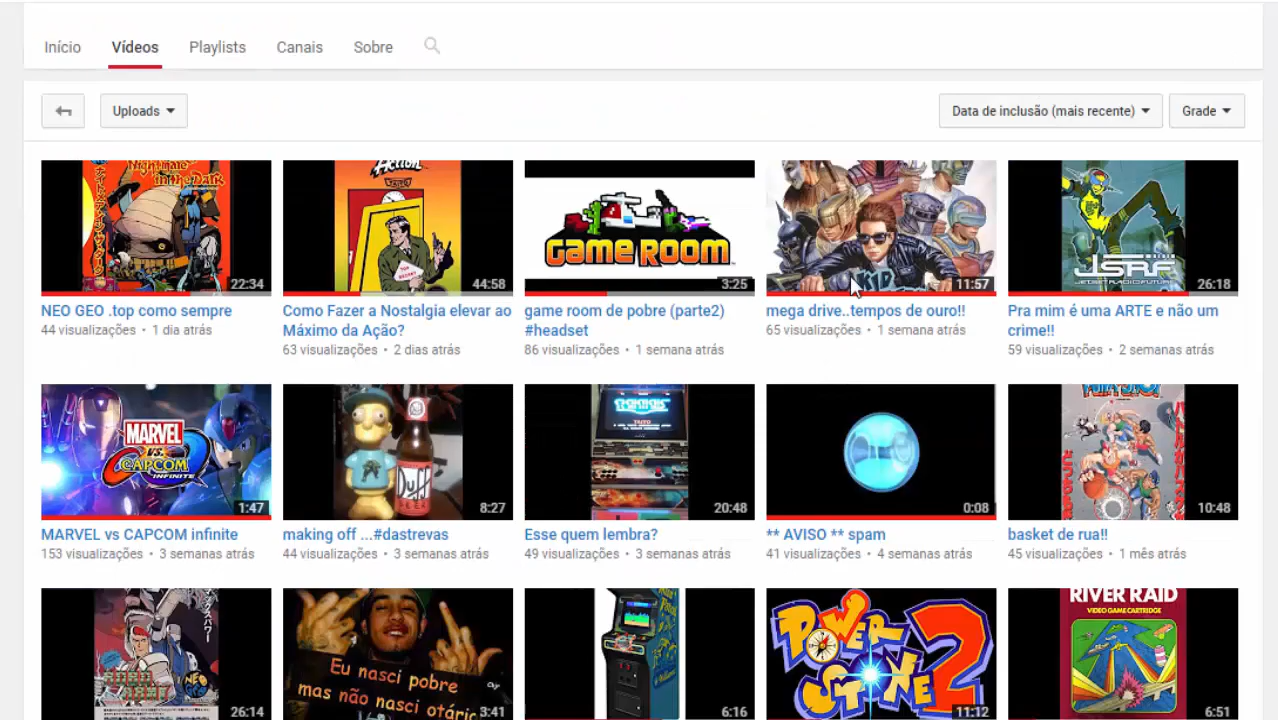 Início Vídeos Playlists Canais Sobre
Uploads Data de inclusão (mais recente) Grade
Nightmare in the Dark
22:34
Action
44:58
GAME ROOM
3:25
11:57
JSRF
26:18
NEO GEO .top como sempre
44 visualizações • 1 dia atrás
Como Fazer a Nostalgia elevar ao
Máximo da Ação?
63 visualizações • 2 dias atrás
game room de pobre (parte2)
#headset
86 visualizações • 1 semana atrás
mega drive..tempos de ouro!!
65 visualizações • 1 semana atrás
Pra mim é uma ARTE e não um
crime!!
59 visualizações • 2 semanas atrás
MARVEL
VS.
CAPCOM
INFINITE
1:47
Duff
8:27
TAITO
20:48
0:08
10:48
MARVEL vs CAPCOM infinite
153 visualizações • 3 semanas atrás
making off ...#dastrevas
44 visualizações • 3 semanas atrás
Esse quem lembra?
49 visualizações • 3 semanas atrás
** AVISO ** spam
41 visualizações • 4 semanas atrás
basket de rua!!
45 visualizações • 1 mês atrás
26:14
Eu nasci pobre
mas não nasci otário
3:41
6:16
POWER
STONE 2
11:12
RIVER RAID
VIDEO GAME CARTRIDGE
6:51